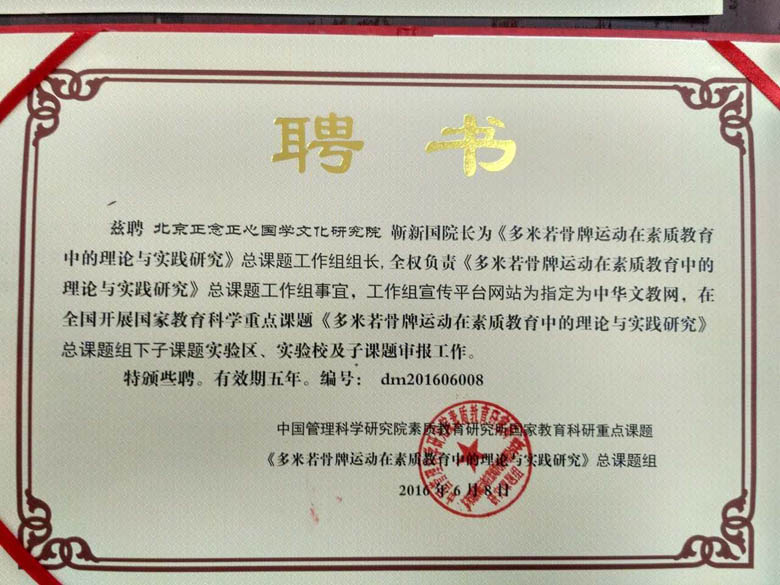 聘书
兹聘 北京正念正心国学文化研究院 靳新国院长为《多米若骨牌运动在素质教育
中的理论与实践研究》总课题工作组组长,全权负责《多米若骨牌运动在素质教育中的
理论与实践研究》总课题工作组事宜，工作组宣传平台网站为指定为中华文教网，在
全国开展国家教育科学重点课题《多米若骨牌运动在素质教育中的理论与实践研究》
总课题组下子课题实验区、实验校及子课题审报工作。
特颁些聘。有效期五年。编号： dm201606008
中国管理科学研究院素质教育研究所国家教育科研重点课题
《多米若骨牌运动在素质教育中的理论与实践研究》总课题组
2016年6月8日